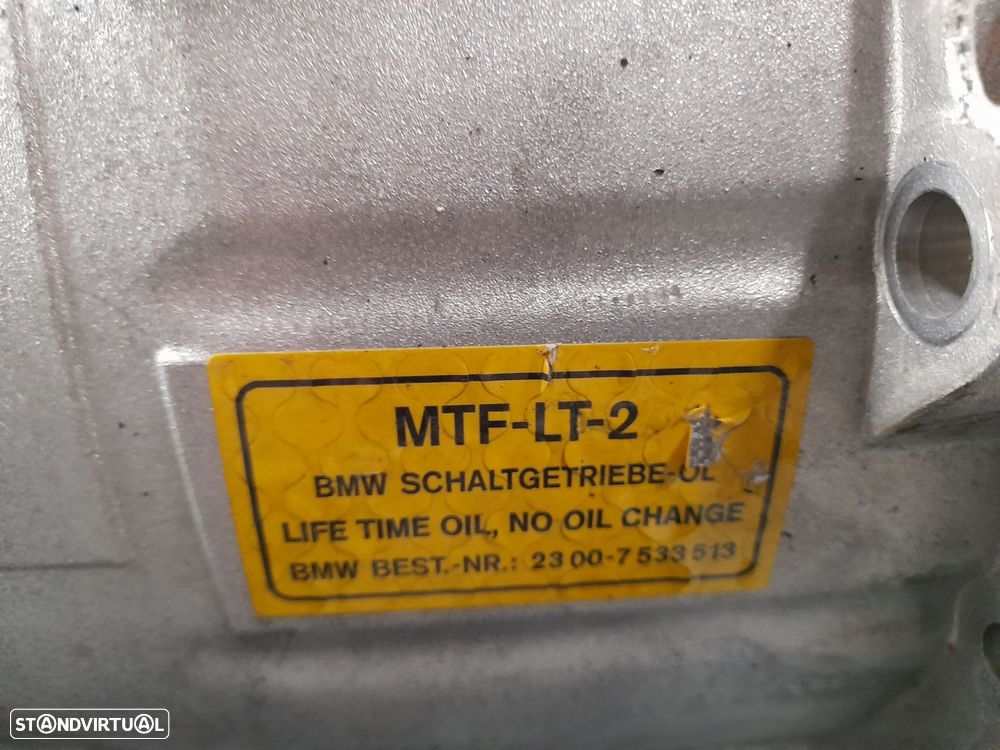 MTF-LT-2
BMW SCHALTGETRIEBE-ÖL
LIFE TIME OIL, NO OIL CHANGE
BMW BEST.-NR.: 23 00-7 533 513
STANDVIRTUAL